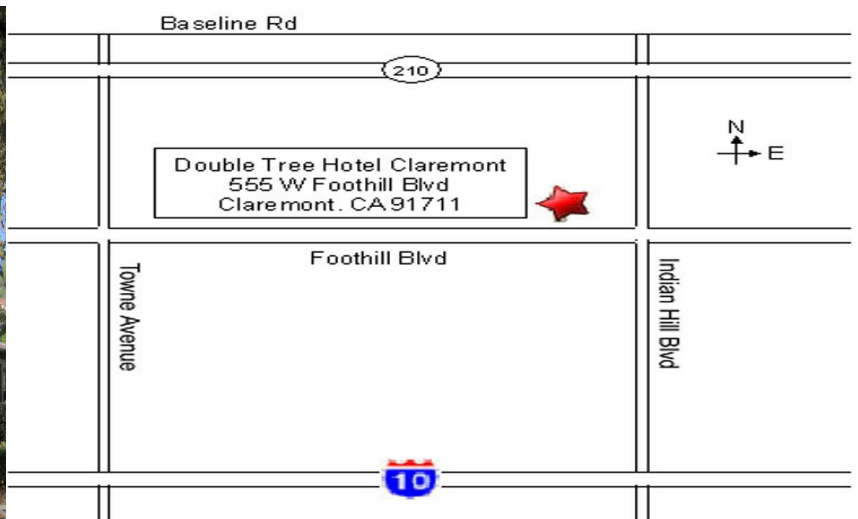 Baseline Rd
210
N
E
Double Tree Hotel Claremont
555 W Foothill Blvd
Claremont. CA 91711
Foothill Blvd
Towne Avenue
Indian Hill Blvd
10